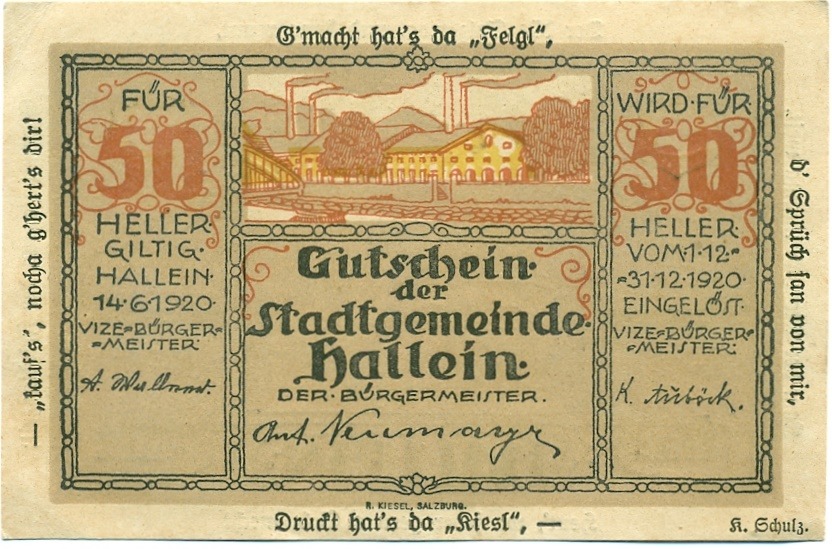 G'macht hat's da „Felgl",
d' Sprüch san von mir,
Druckt hat's da „Kiesl", —
— „kauf's", nocha g'hert's dir!
FÜR
50
HELLER
GILTIG·
HALLEIN·
14·6·1920·
VIZE=BÜRGER=
=MEISTER:
Gutschein·
der
Stadtgemeinde·
Hallein·
DER·BÜRGERMEISTER.
Ant. Neumayr
WIRD·FÜR
50
HELLER·
VOM·1·12·=
=31·12·1920·
EINGELÖST·
VIZE=BÜRGER=
=MEISTER:
K.
R. KIESEL, SALZBURG.
K. Schulz.